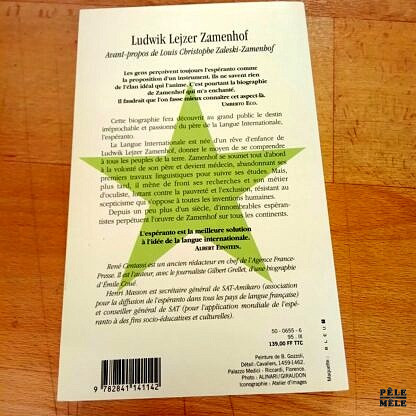 Ludwik Lejzer Zamenhof
Avant-propos de Louis Christophe Zaleski-Zamenhof
Les gens perçoivent toujours l'espéranto comme
la proposition d'un instrument. Ils ne savent rien
de l'élan idéal qui l'anime. C'est pourtant la biographie
de Zamenhof qui m'a enchanté.
Il faudrait que l'on fasse mieux connaître cet aspect-là.
UMBERTO ECO.
Cette biographie fera découvrir au grand public le destin
irréprochable et passionné du père de la Langue Internationale,
l'espéranto.
La Langue Internationale est née d'un rêve d'enfance de
Ludwik Lejzer Zamenhof, donner le moyen de se comprendre
à tous les peuples de la terre. Zamenhof se soumet tout d'abord
à la volonté de son père et devient médecin, abandonnant ses
premiers travaux linguistiques pour suivre ses études. Mais,
plus tard, il mène de front ses recherches et son métier
d'oculiste, luttant contre la pauvreté et l'exclusion, résistant au
scepticisme qui s'oppose à toutes les inventions humaines.
Depuis un peu plus d'un siècle, d'innombrables espéran-
tistes perpétuent l'œuvre de Zamenhof sur tous les continents.
L'espéranto est la meilleure solution
à l'idée de la langue internationale.
ALBERT EINSTEIN.
René Centassi est un ancien rédacteur en chef de l'Agence France-
Presse. Il est l'auteur, avec le journaliste Gilbert Grellet, d'une biographie
d'Émile Coué.
Henri Masson est secrétaire général de SAT-Amikaro (association
pour la diffusion de l'espéranto dans tous les pays de langue française)
et conseiller général de SAT (pour l'application mondiale de l'espé-
ranto à des fins socio-éducatives et culturelles).
50 - 0655 - 6
95 - IX
139,00 FF TTC
Peinture de B. Gozzoli,
Détail : Cavaliers, 1459-1462.
Palazzo Medici - Riccardi, Florence.
Photo : ALINARI/GIRAUDON
Iconographie : Atelier d'images
Maquette : BLEU
9 782841 141142
PÊLE
MÊLE